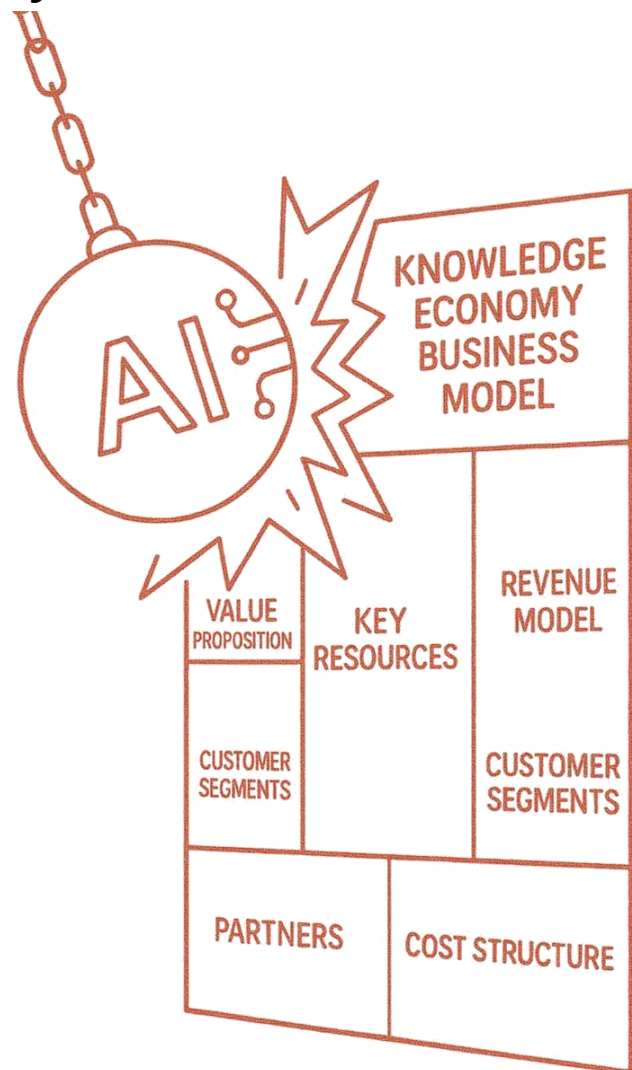 AI
KNOWLEDGE
ECONOMY
BUSINESS
MODEL
VALUE
PROPOSITION
KEY
RESOURCES
REVENUE
MODEL
CUSTOMER
SEGMENTS
CUSTOMER
SEGMENTS
PARTNERS
COST STRUCTURE